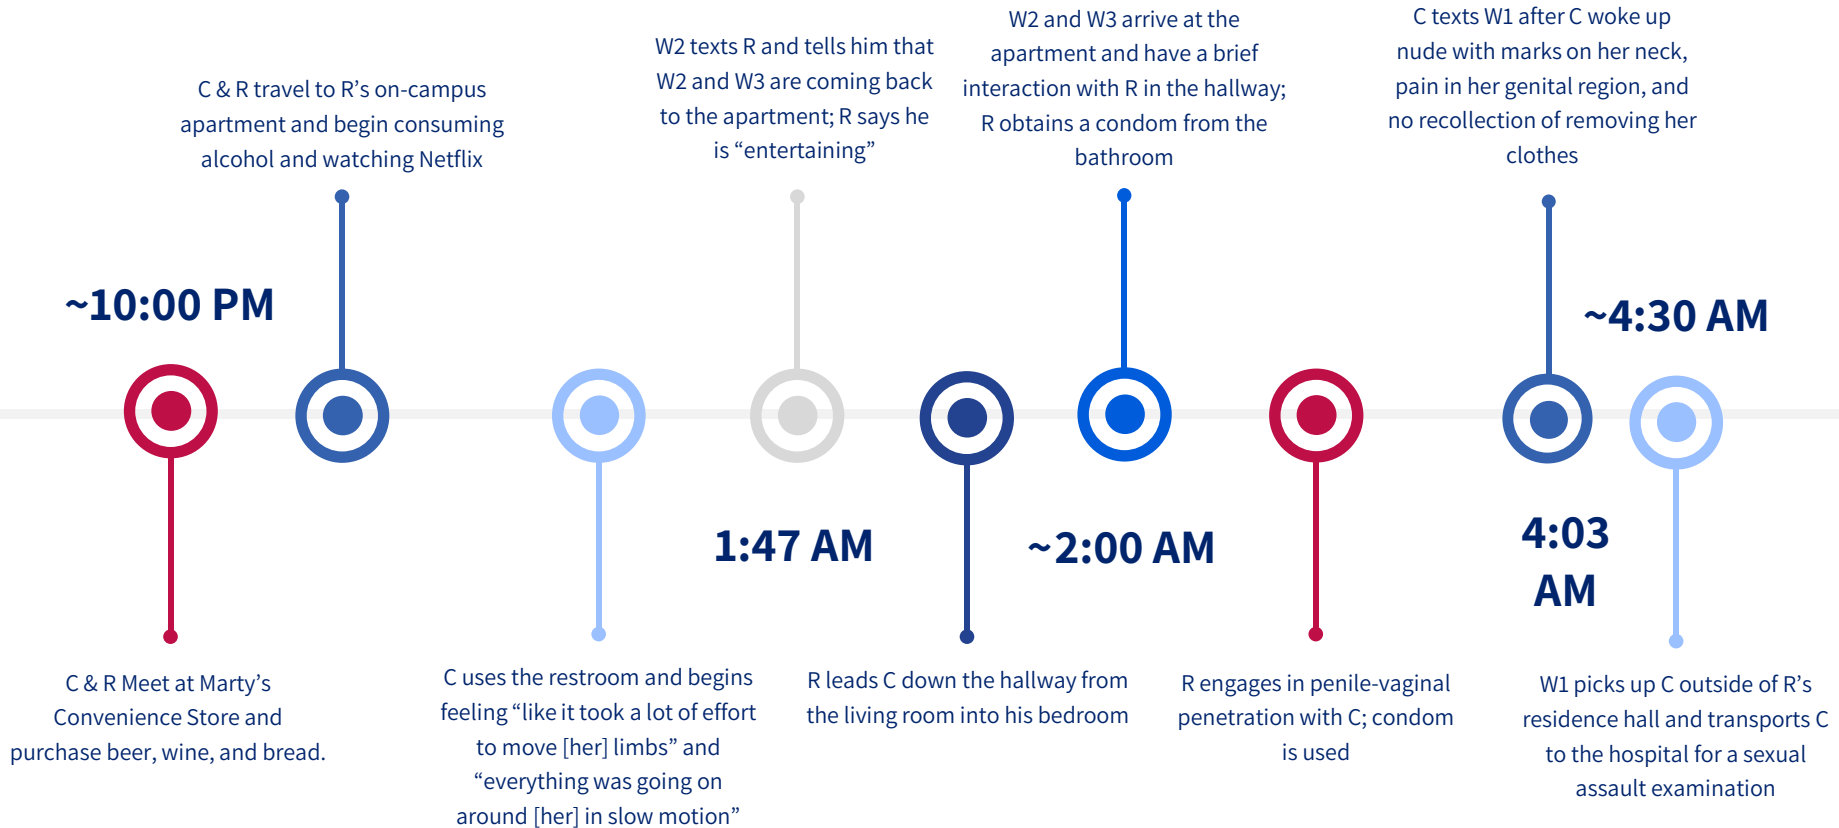 ~10:00 PM
C & R Meet at Marty’s
Convenience Store and
purchase beer, wine, and bread.
C & R travel to R’s on-campus
apartment and begin consuming
alcohol and watching Netflix
C uses the restroom and begins
feeling “like it took a lot of effort
to move [her] limbs” and
“everything was going on
around [her] in slow motion”
W2 texts R and tells him that
W2 and W3 are coming back
to the apartment; R says he
is “entertaining”
1:47 AM
R leads C down the hallway from
the living room into his bedroom
W2 and W3 arrive at the
apartment and have a brief
interaction with R in the hallway;
R obtains a condom from the
bathroom
~2:00 AM
R engages in penile-vaginal
penetration with C; condom
is used
C texts W1 after C woke up
nude with marks on her neck,
pain in her genital region, and
no recollection of removing her
clothes
4:03
AM
~4:30 AM
W1 picks up C outside of R’s
residence hall and transports C
to the hospital for a sexual
assault examination